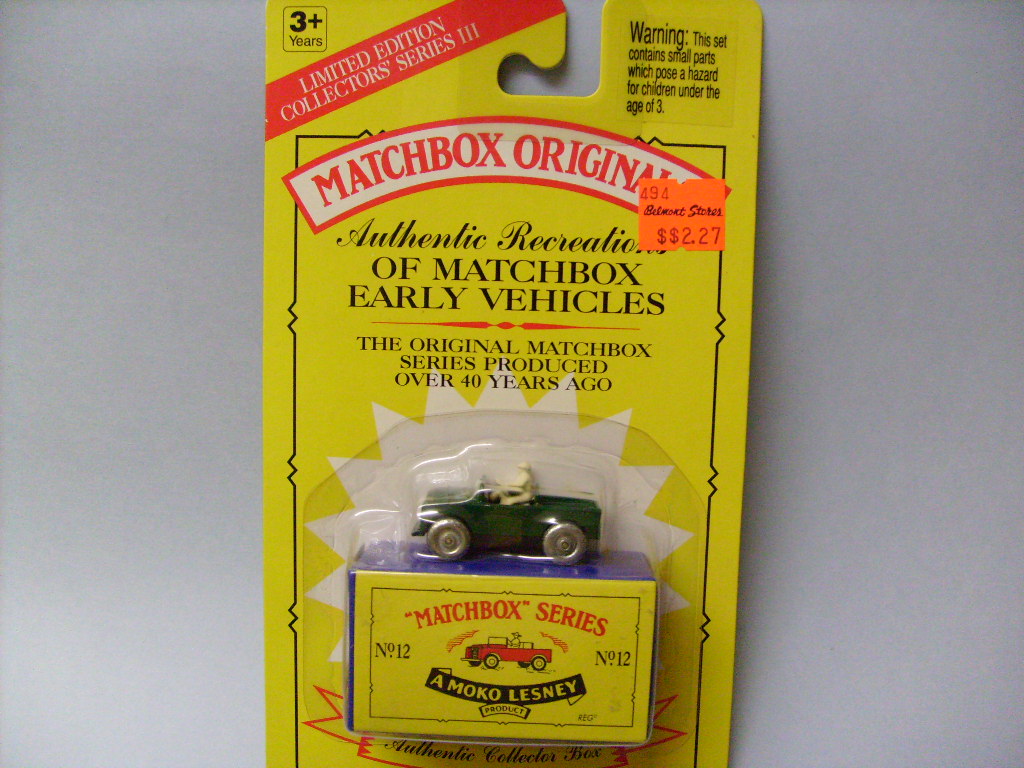 3+
Years
LIMITED EDITION
COLLECTORS' SERIES III
Warning: This set
contains small parts
which pose a hazard
for children under the
age of 3.
MATCHBOX ORIGINAL
494
Belmont Stores
$$2.27
Authentic Recreations
OF MATCHBOX
EARLY VEHICLES
THE ORIGINAL MATCHBOX
SERIES PRODUCED
OVER 40 YEARS AGO
"MATCHBOX" SERIES
Nº12
Nº12
A MOKO LESNEY
PRODUCT
REGD
Authentic Collector Box